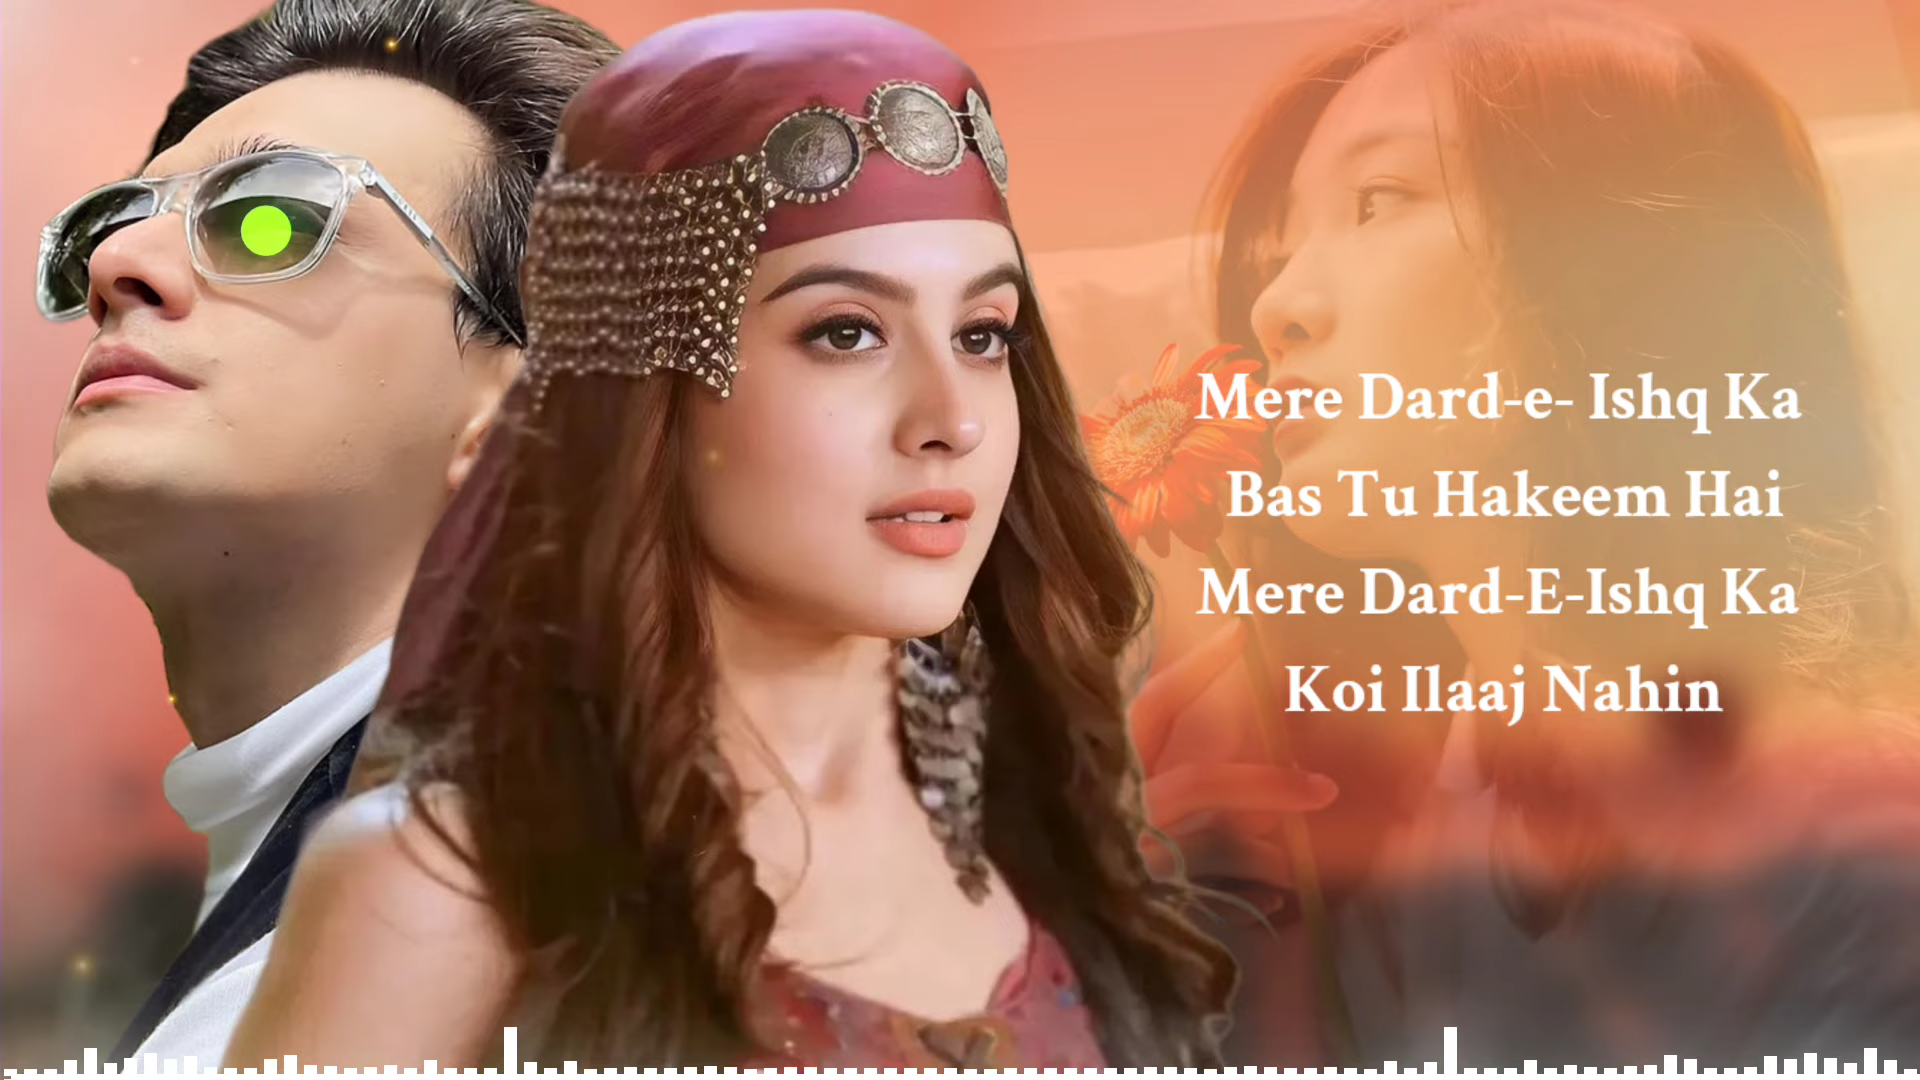 Mere Dard-e- Ishq Ka
Bas Tu Hakeem Hai
Mere Dard-E-Ishq Ka
Koi Ilaaj Nahin